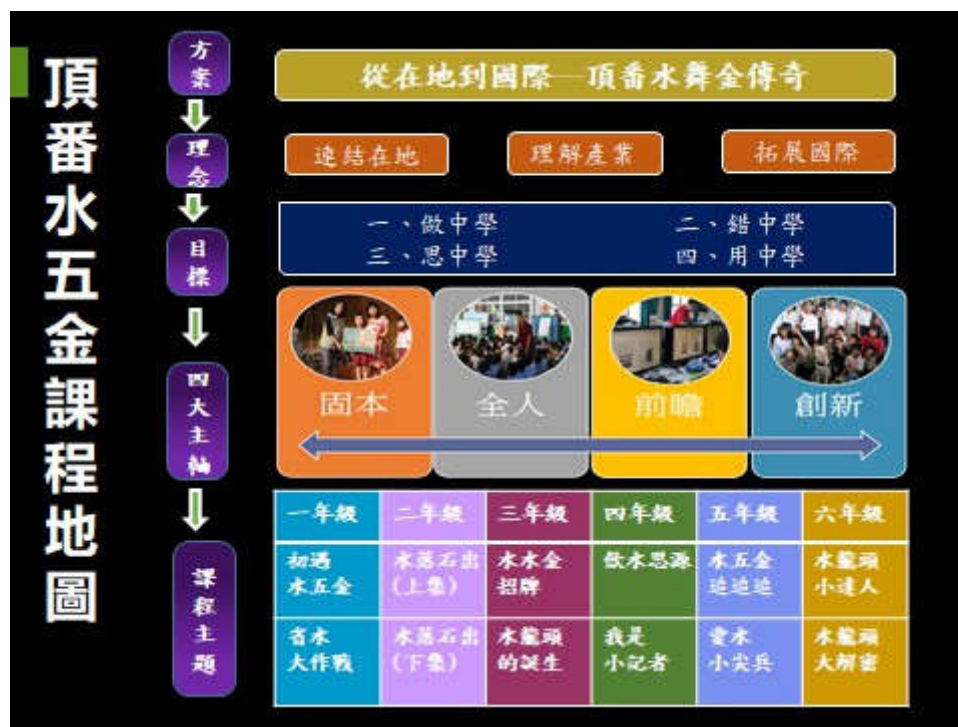 頂番水五金課程地圖
方案
從在地到國際—頂番水舞金傳奇
理念
連結在地
理解產業
拓展國際
目標
一、做中學
二、錯中學
三、思中學
四、用中學
四大主軸
固本
全人
前瞻
創新
課程主題
一年級
二年級
三年級
四年級
五年級
六年級
初遇
水五金
水落石出
(上集)
水水金
招牌
飲水思源
水五金
追追追
水龍頭
小達人
省水
大作戰
水落石出
(下集)
水龍頭
的誕生
我是
小記者
愛水
小尖兵
水龍頭
大解密